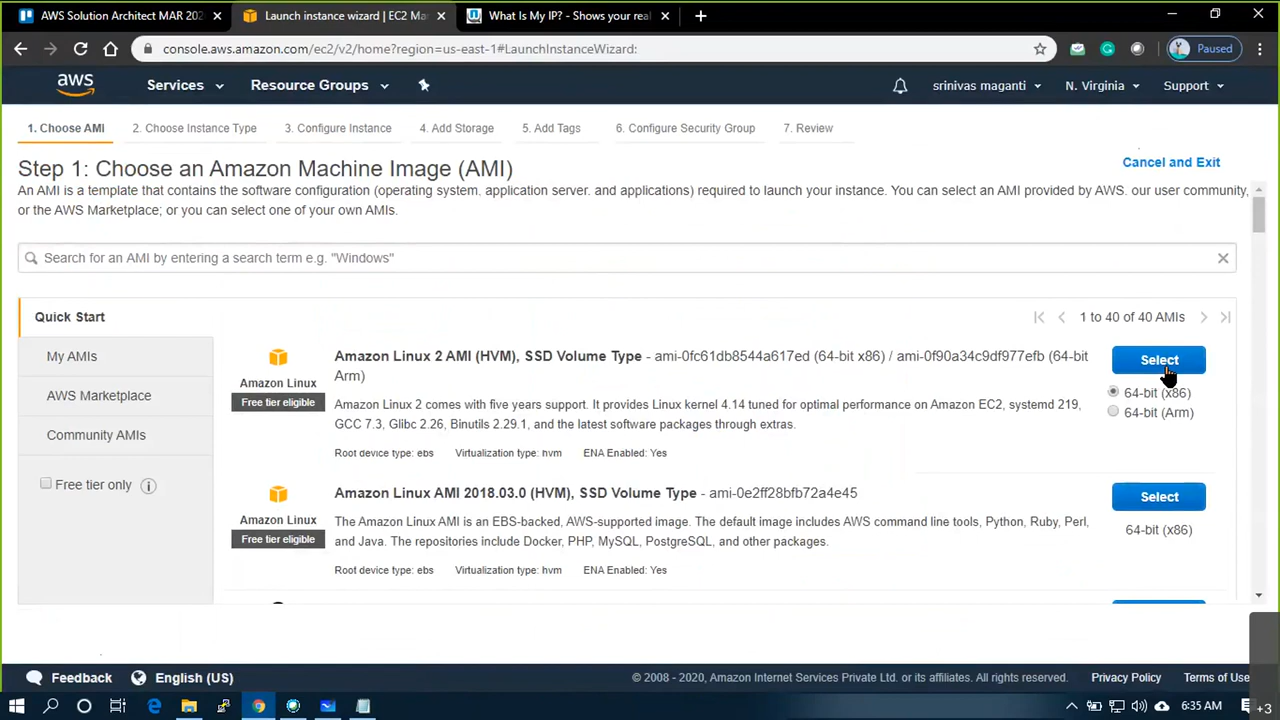 AWS Solution Architect MAR 202
Launch instance wizard | EC2 Mar
What Is My IP? - Shows your real
console.aws.amazon.com/ec2/v2/home?region=us-east-1#LaunchInstanceWizard:
Paused
aws
Services
Resource Groups
srinivas maganti
N. Virginia
Support
1. Choose AMI
2. Choose Instance Type
3. Configure Instance
4. Add Storage
5. Add Tags
6. Configure Security Group
7. Review
Step 1: Choose an Amazon Machine Image (AMI)
Cancel and Exit
An AMI is a template that contains the software configuration (operating system, application server, and applications) required to launch your instance. You can select an AMI provided by AWS, our user community,
or the AWS Marketplace; or you can select one of your own AMIs.
Search for an AMI by entering a search term e.g. "Windows"
Quick Start
My AMIs
AWS Marketplace
Community AMIs
Free tier only
1 to 40 of 40 AMIs
Amazon Linux
Free tier eligible
Amazon Linux 2 AMI (HVM), SSD Volume Type - ami-0fc61db8544a617ed (64-bit x86) / ami-0f90a34c9df977efb (64-bit
Arm)
Amazon Linux 2 comes with five years support. It provides Linux kernel 4.14 tuned for optimal performance on Amazon EC2, systemd 219,
GCC 7.3, Glibc 2.26, Binutils 2.29.1, and the latest software packages through extras.
Root device type: ebs Virtualization type: hvm ENA Enabled: Yes
Select
64-bit (x86)
64-bit (Arm)
Amazon Linux
Free tier eligible
Amazon Linux AMI 2018.03.0 (HVM), SSD Volume Type - ami-0e2ff28bfb72a4e45
The Amazon Linux AMI is an EBS-backed, AWS-supported image. The default image includes AWS command line tools, Python, Ruby, Perl,
and Java. The repositories include Docker, PHP, MySQL, PostgreSQL, and other packages.
Root device type: ebs Virtualization type: hvm ENA Enabled: Yes
Select
64-bit (x86)
Feedback
English (US)
© 2008 - 2020, Amazon Internet Services Private Ltd. or its affiliates. All rights reserved.
Privacy Policy
Terms of Use
6:35 AM
+3